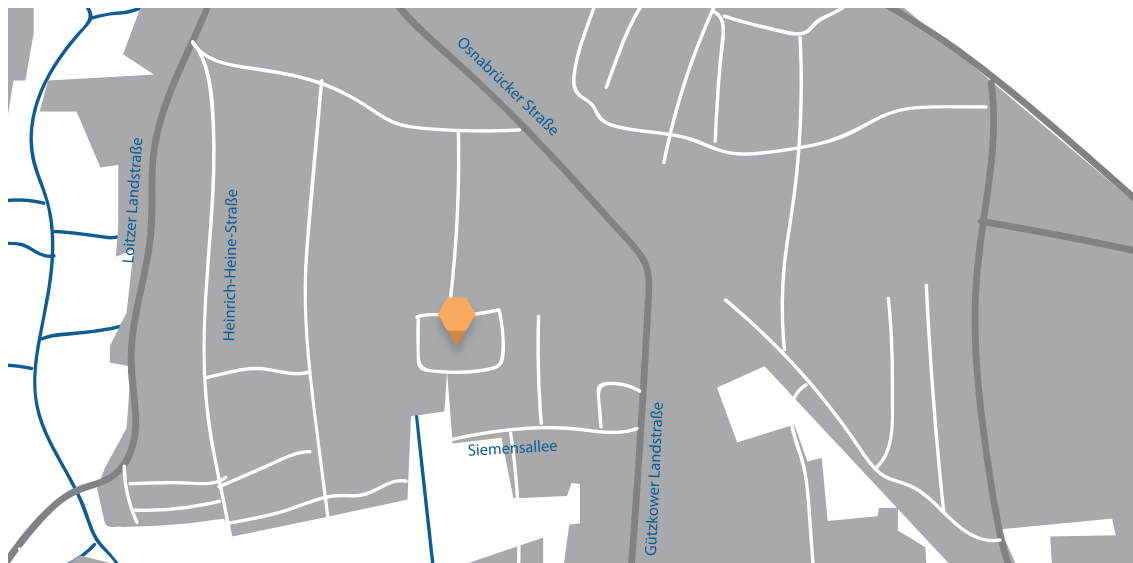 Osnabrücker Straße
Loitzer Landstraße
Heinrich-Heine-Straße
Siemensallee
Gützkower Landstraße